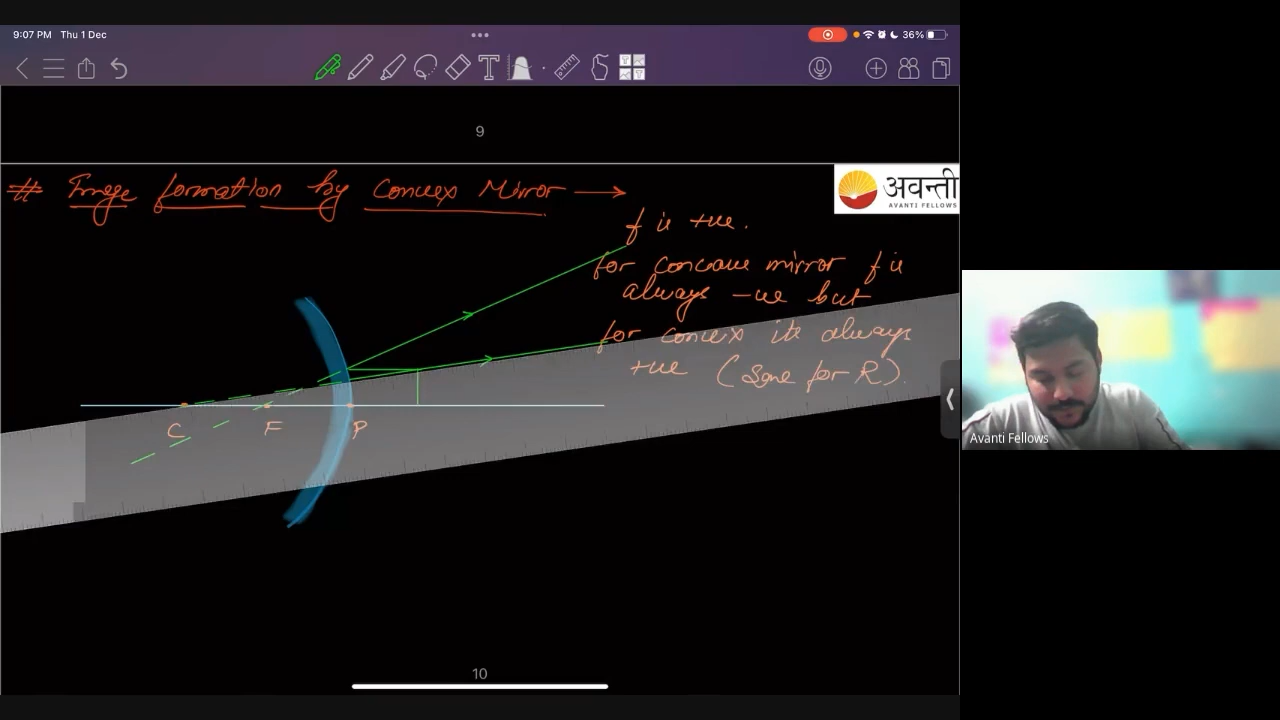 9:07 PM Thu 1 Dec
36%
9
# Image formation by Convex Mirror →
अवन्ती
AVANTI FELLOWS
f is +ve.
for concave mirror f is
always -ve but
for convex its always
+ve (Same for R).
C F P
Avanti Fellows
10